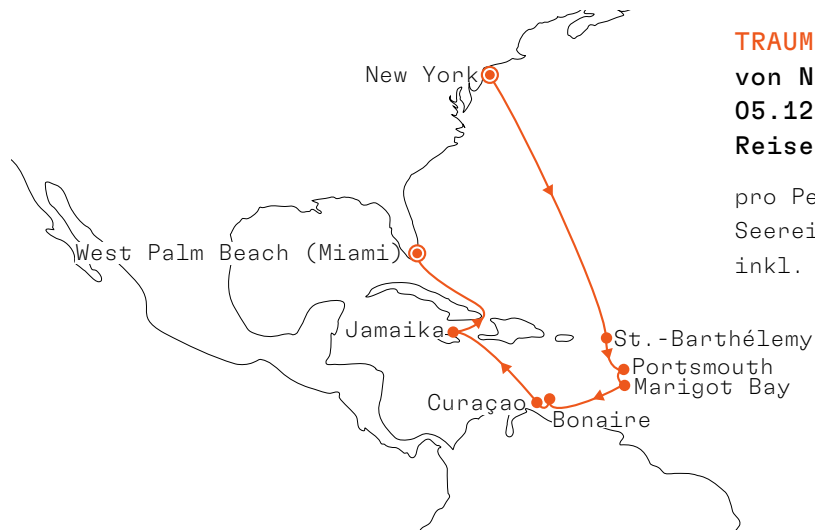 TRAUM
von N
05.12
Reise
pro Pe
Seerei
inkl.
New York
West Palm Beach (Miami)
Jamaika
St.-Barthélemy
Portsmouth
Marigot Bay
Curaçao
Bonaire